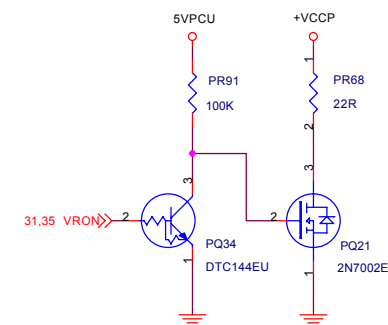 5VPCU
+VCCP
PR91
100K
1
PR68
22R
2
3
3
31,35 VRON
2
2
PQ34
DTC144EU
1
PQ21
2N7002E
1